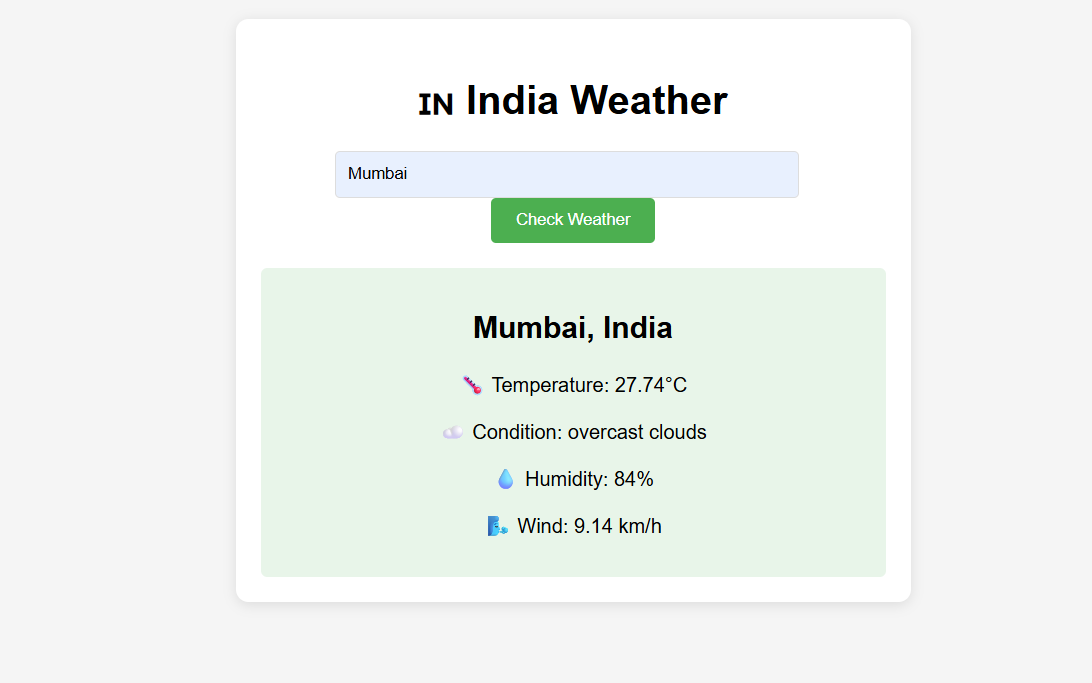 🇮🇳 India Weather
Mumbai
Check Weather
Mumbai, India
🌡️ Temperature: 27.74°C
☁️ Condition: overcast clouds
💧 Humidity: 84%
🌬️ Wind: 9.14 km/h